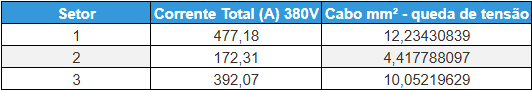 Setor Corrente Total (A) 380V Cabo mm² - queda de tensão
1 477,18 12,23430839
2 172,31 4,417788097
3 392,07 10,05219629